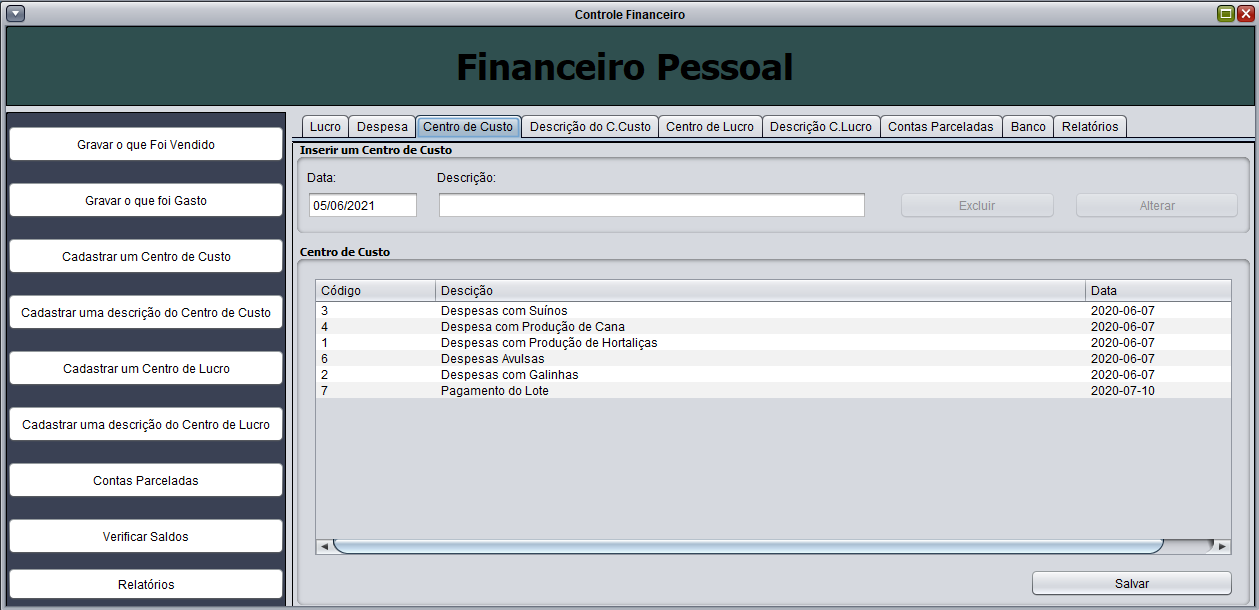 Controle Financeiro
Financeiro Pessoal
Gravar o que Foi Vendido
Gravar o que foi Gasto
Cadastrar um Centro de Custo
Cadastrar uma descrição do Centro de Custo
Cadastrar um Centro de Lucro
Cadastrar uma descrição do Centro de Lucro
Contas Parceladas
Verificar Saldos
Relatórios
Lucro Despesa Centro de Custo Descrição do C.Custo Centro de Lucro Descrição C.Lucro Contas Parceladas Banco Relatórios
Inserir um Centro de Custo
Data: Descrição:
05/06/2021 Excluir Alterar
Centro de Custo
Código Descição Data
3 Despesas com Suínos 2020-06-07
4 Despesa com Produção de Cana 2020-06-07
1 Despesas com Produção de Hortaliças 2020-06-07
6 Despesas Avulsas 2020-06-07
2 Despesas com Galinhas 2020-06-07
7 Pagamento do Lote 2020-07-10
Salvar